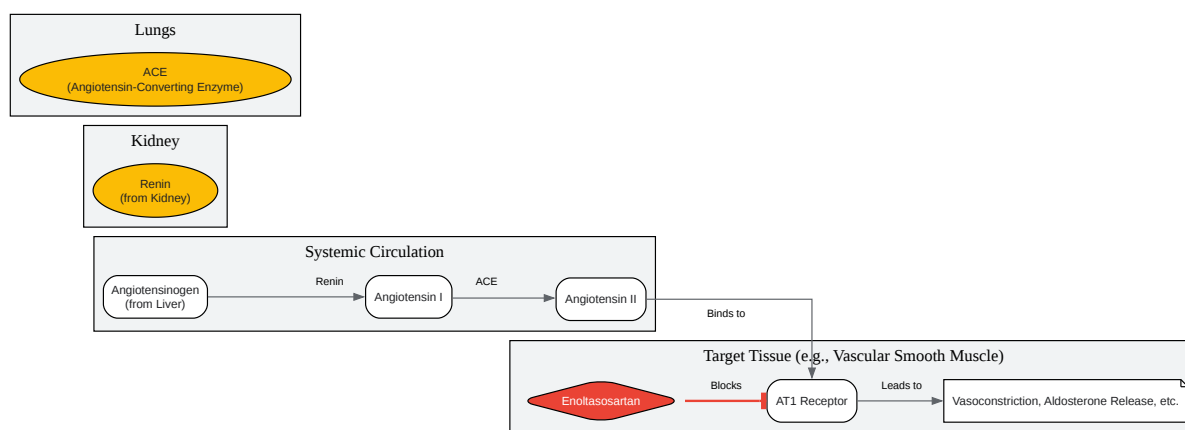 Lungs
ACE
(Angiotensin-Converting Enzyme)
Kidney
Renin
(from Kidney)
Systemic Circulation
Angiotensinogen
(from Liver)
Renin
Angiotensin I
ACE
Angiotensin II
Binds to
Target Tissue (e.g., Vascular Smooth Muscle)
Enoltasosartan
Blocks
AT1 Receptor
Leads to
Vasoconstriction, Aldosterone Release, etc.